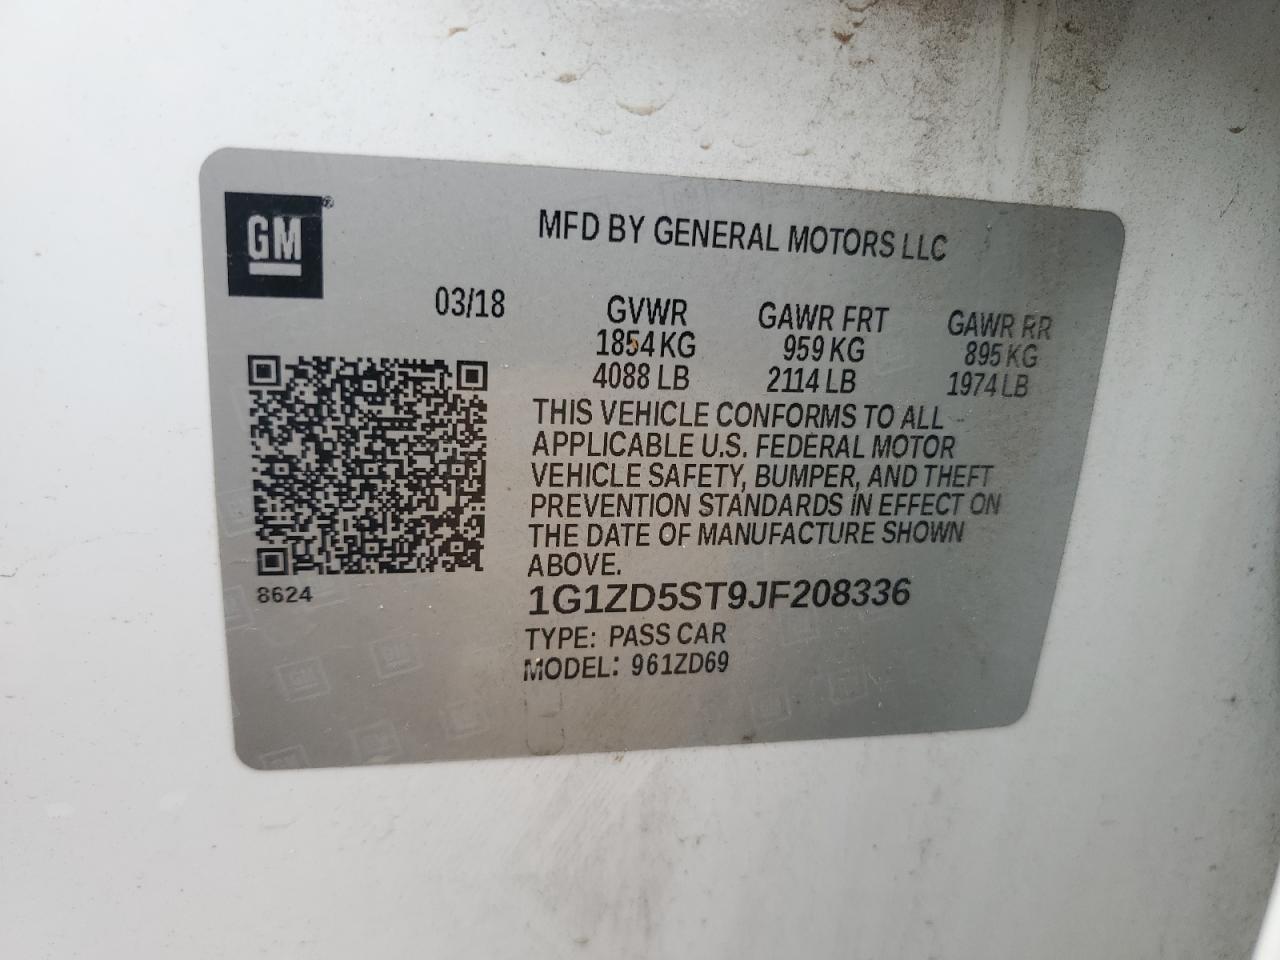 GM®
MFD BY GENERAL MOTORS LLC
03/18
GVWR GAWR FRT GAWR RR
1854 KG 959 KG 895 KG
4088 LB 2114 LB 1974 LB
THIS VEHICLE CONFORMS TO ALL
APPLICABLE U.S. FEDERAL MOTOR
VEHICLE SAFETY, BUMPER, AND THEFT
PREVENTION STANDARDS IN EFFECT ON
THE DATE OF MANUFACTURE SHOWN
ABOVE.
8624
1G1ZD5ST9JF208336
TYPE: PASS CAR
MODEL: 961ZD69